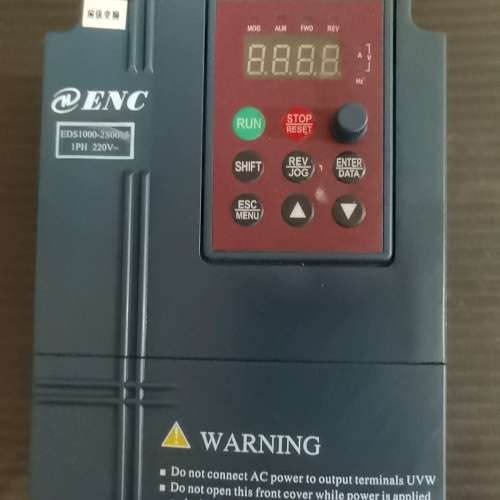 MOD ALM FWD REV
8.8.8.8.
A
V
Hz
ENC
RUN
STOP
RESET
1PH 220V~
SHIFT
REV
JOG
ENTER
DATA
ESC
MENU
WARNING
Do not connect AC power to output terminals UVW
Do not open this front cover while power is applied